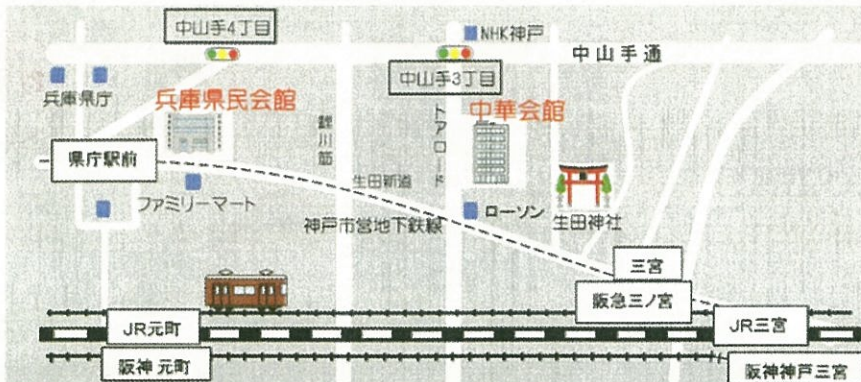 中山手4丁目
NHK神戸
中山手通
中山手3丁目
兵庫県庁
兵庫県民会館
中華会館
鯉川筋
トアロード
県庁駅前
生田新道
ファミリーマート
ローソン
生田神社
神戸市営地下鉄線
三宮
阪急三ノ宮
JR元町
JR三宮
阪神 元町
阪神神戸三宮